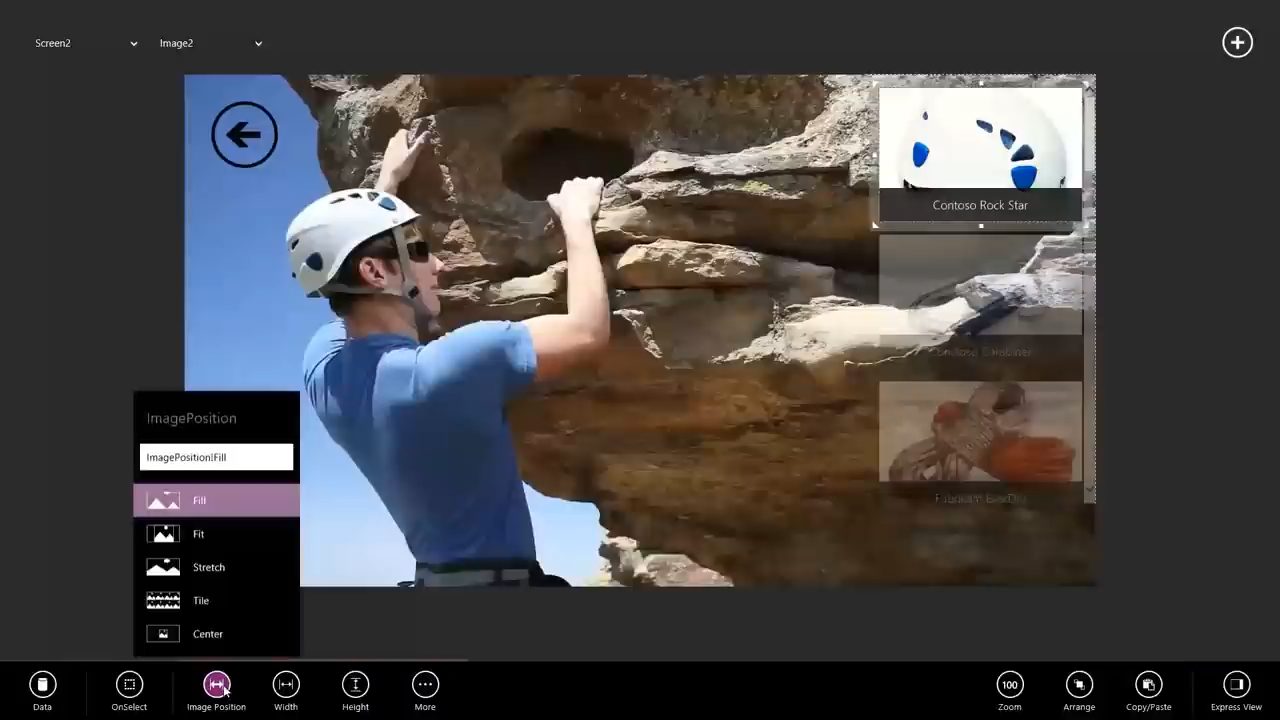 Screen2
Image2
Contoso Rock Star
ImagePosition
ImagePosition!Fill
Fill
Fit
Stretch
Tile
Center
Data
OnSelect
Image Position
Width
Height
More
100
Zoom
Arrange
Copy/Paste
Express View